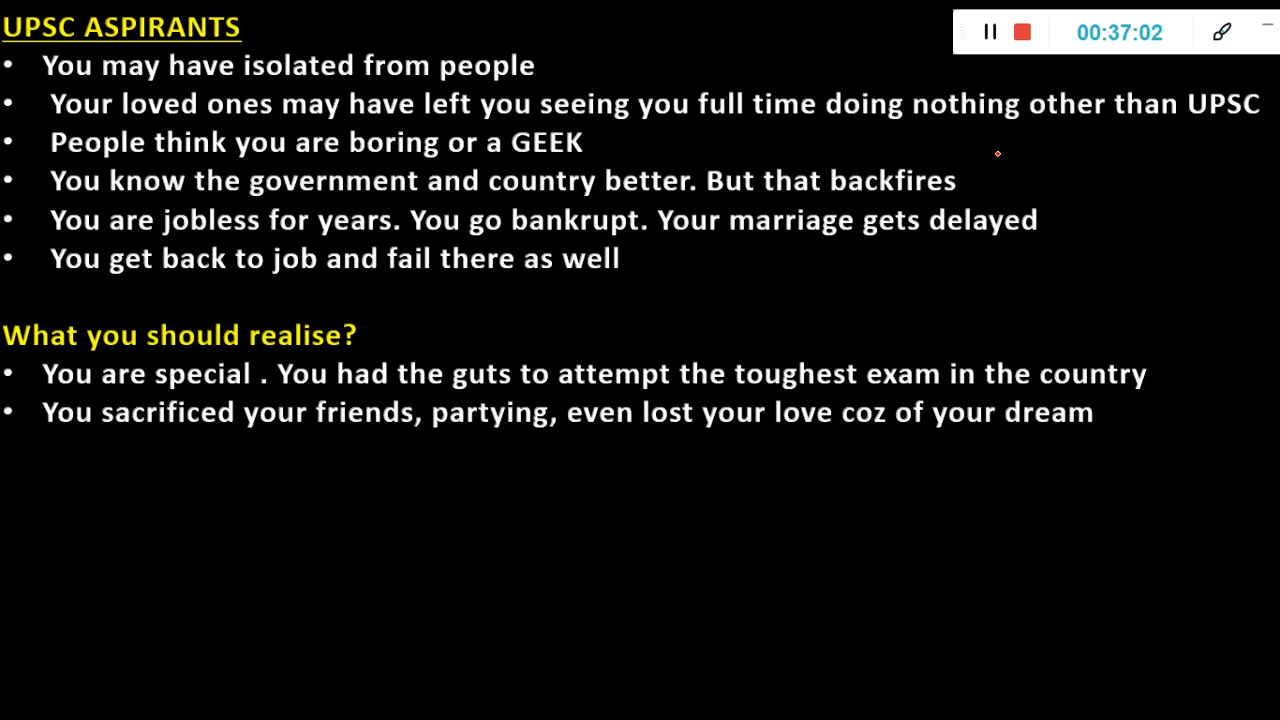 UPSC ASPIRANTS
00:37:02
• You may have isolated from people
• Your loved ones may have left you seeing you full time doing nothing other than UPSC
• People think you are boring or a GEEK
• You know the government and country better. But that backfires
• You are jobless for years. You go bankrupt. Your marriage gets delayed
• You get back to job and fail there as well
What you should realise?
• You are special . You had the guts to attempt the toughest exam in the country
• You sacrificed your friends, partying, even lost your love coz of your dream